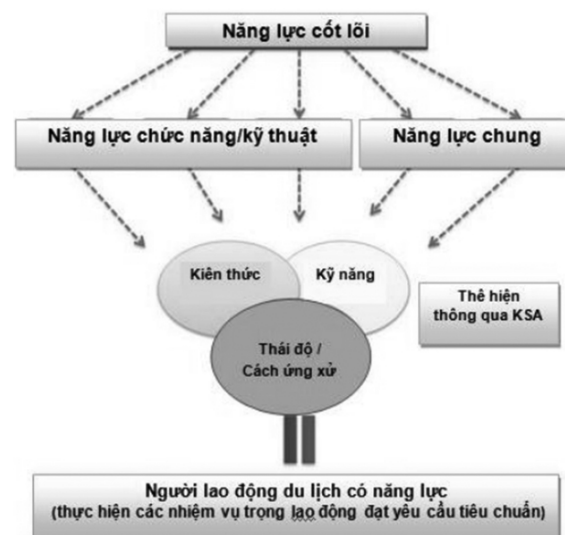 Năng lực cốt lõi
Năng lực chức năng/kỹ thuật
Năng lực chung
Kiến thức
Kỹ năng
Thái độ /
Cách ứng xử
Thể hiện
thông qua KSA
Người lao động du lịch có năng lực
(thực hiện các nhiệm vụ trọng lao động đạt yêu cầu tiêu chuẩn)